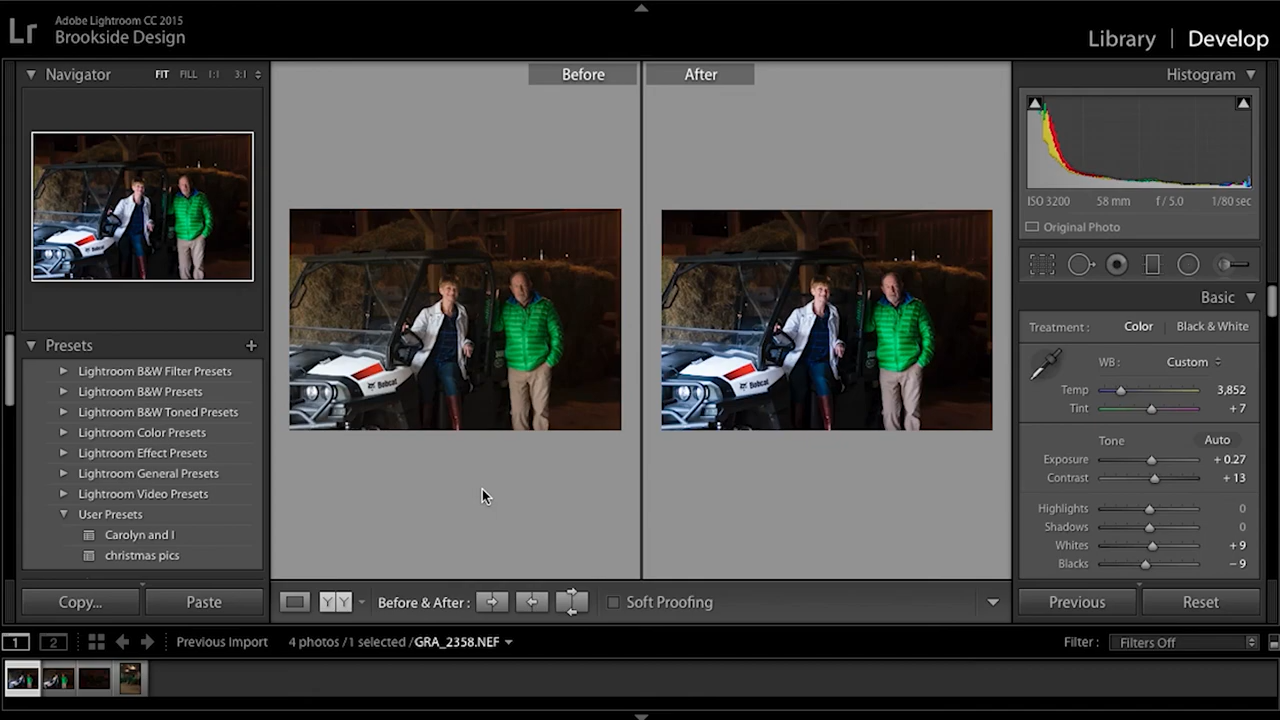 Lr
Adobe Lightroom CC 2015
Brookside Design
Library | Develop
Navigator FIT FILL 1:1 3:1
Presets +
Lightroom B&W Filter Presets
Lightroom B&W Presets
Lightroom B&W Toned Presets
Lightroom Color Presets
Lightroom Effect Presets
Lightroom General Presets
Lightroom Video Presets
User Presets
Carolyn and I
christmas pics
Copy... Paste
Before After
Bobcat Bobcat
Y Y Before & After : Soft Proofing
Histogram
ISO 3200 58 mm f / 5.0 1/80 sec
Original Photo
Basic
Treatment : Color | Black & White
WB : Custom
Temp 3,852
Tint +7
Tone Auto
Exposure + 0.27
Contrast + 13
Highlights 0
Shadows 0
Whites + 9
Blacks − 9
Previous Reset
1 2 Previous Import 4 photos / 1 selected / GRA_2358.NEF Filter : Filters Off